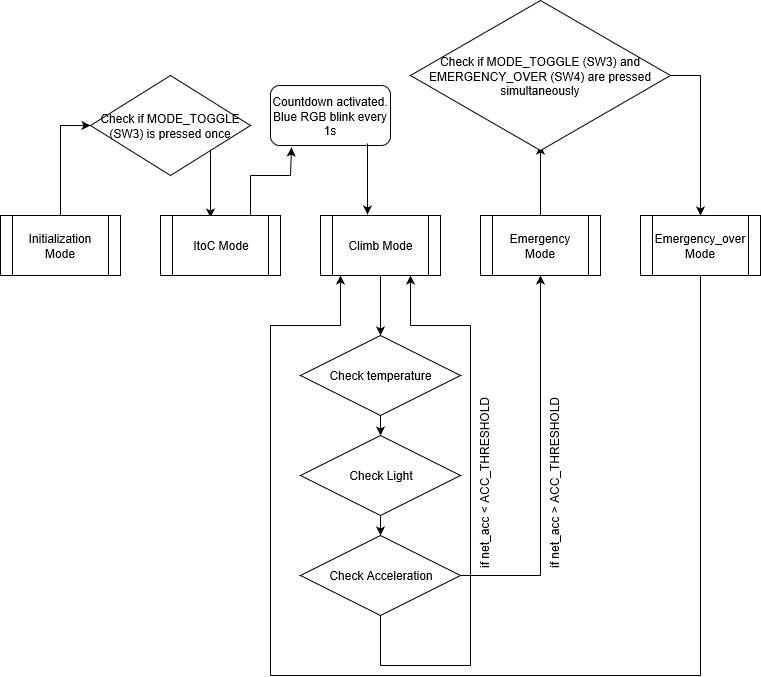 Check if MODE_TOGGLE
(SW3) is pressed once
Countdown activated.
Blue RGB blink every
1s
Check if MODE_TOGGLE (SW3) and
EMERGENCY_OVER (SW4) are pressed
simultaneously
Initialization
Mode
ItoC Mode
Climb Mode
Emergency
Mode
Emergency_over
Mode
Check temperature
Check Light
Check Acceleration
if net_acc < ACC_THRESHOLD
if net_acc > ACC_THRESHOLD